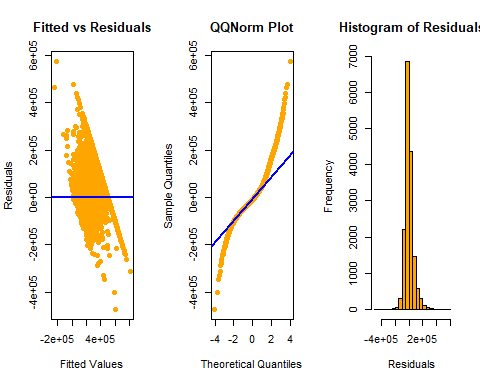 Fitted vs Residuals
Residuals
-4e+05 -2e+05 0e+00 2e+05 4e+05 6e+05
-2e+05 4e+05
Fitted Values
QQNorm Plot
Sample Quantiles
-4e+05 -2e+05 0e+00 2e+05 4e+05 6e+05
-4 -2 0 2 4
Theoretical Quantiles
Histogram of Residuals
Frequency
0 1000 2000 3000 4000 5000 6000 7000
-4e+05 2e+05
Residuals